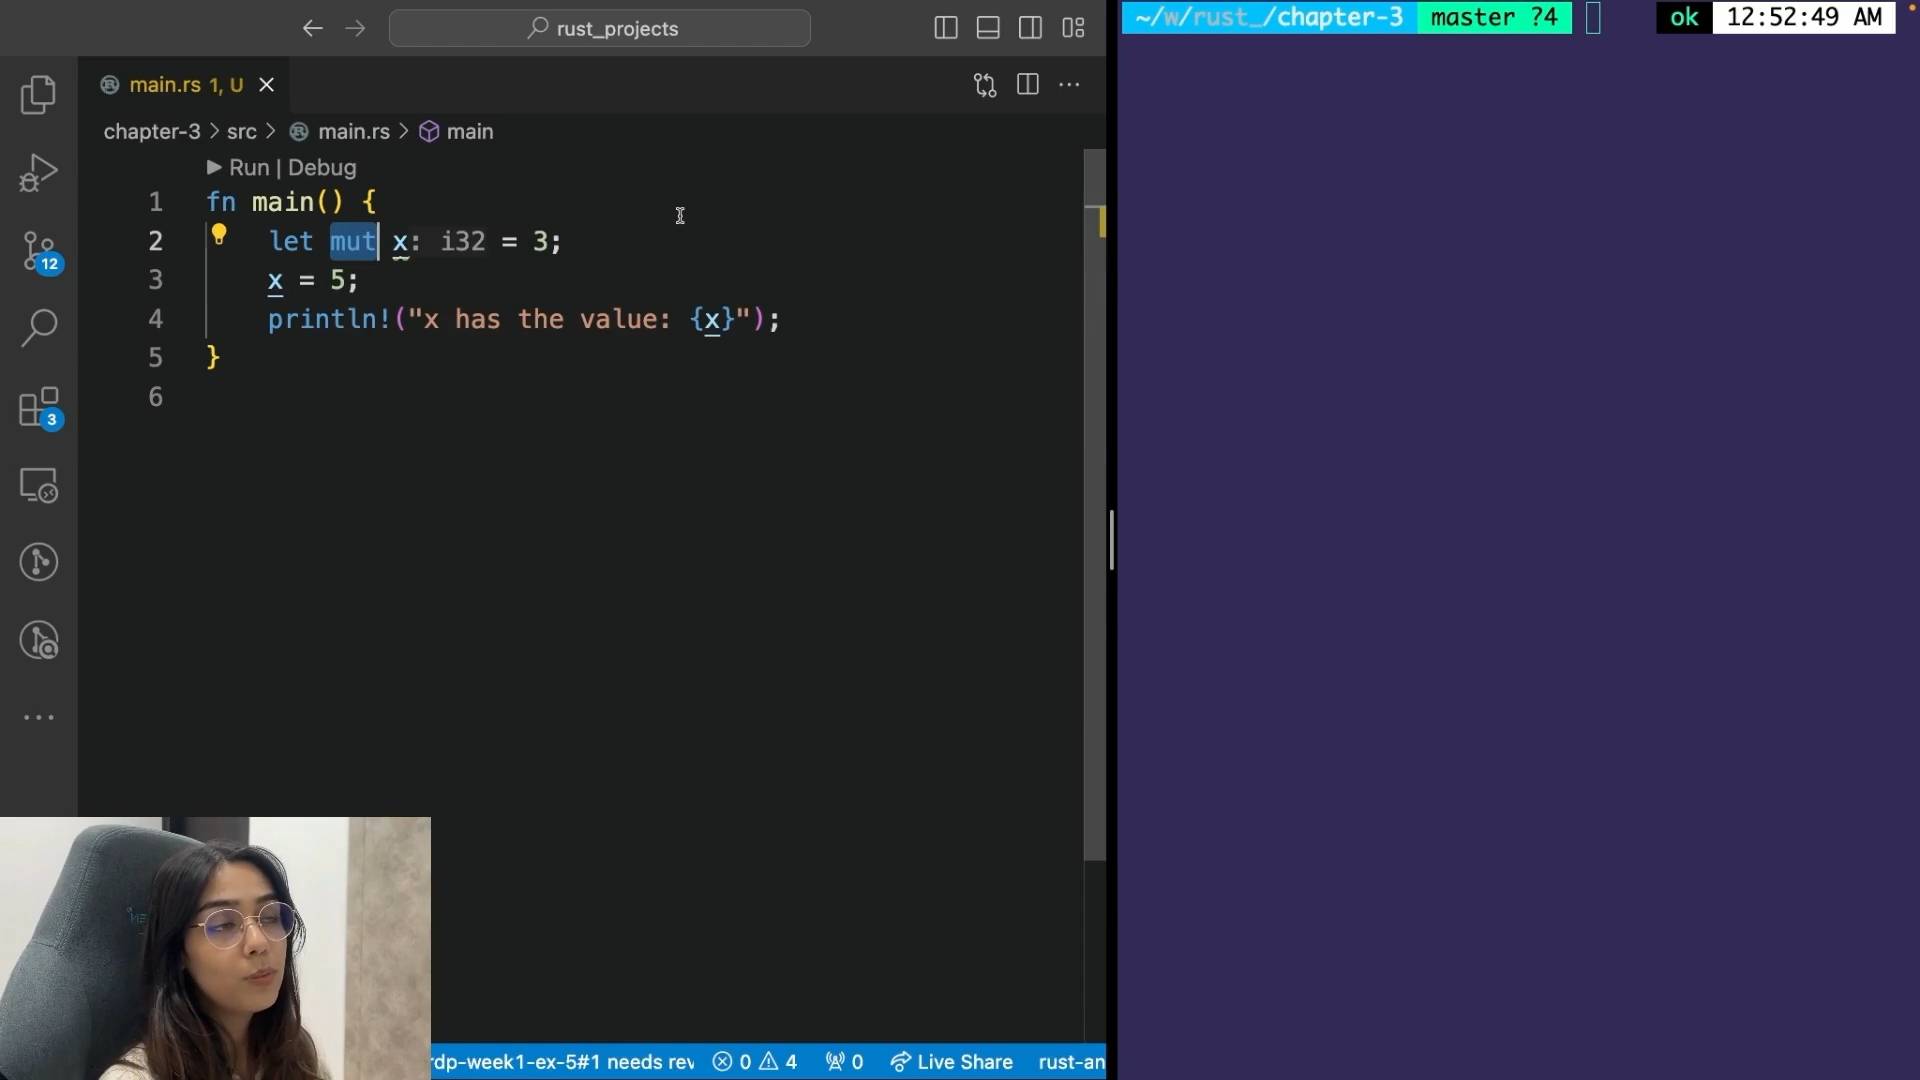 rust_projects
~/w/rust_/chapter-3 master ?4
ok 12:52:49 AM
main.rs 1, U
chapter-3 > src > main.rs > main
Run | Debug
1 fn main() {
2 let mut x: i32 = 3;
3 x = 5;
4 println!("x has the value: {x}");
5 }
6
12
3
rdp-week1-ex-5#1 needs rev 0 4 0 Live Share rust-an